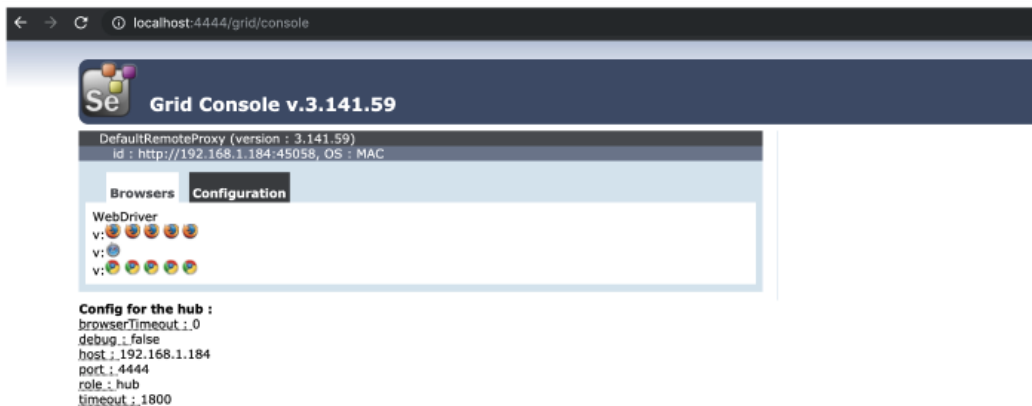 localhost:4444/grid/console
Se
Grid Console v.3.141.59
DefaultRemoteProxy (version : 3.141.59)
id : http://192.168.1.184:45058, OS : MAC
Browsers Configuration
WebDriver
v:
v:
v:
Config for the hub :
browserTimeout : 0
debug : false
host : 192.168.1.184
port : 4444
role : hub
timeout : 1800